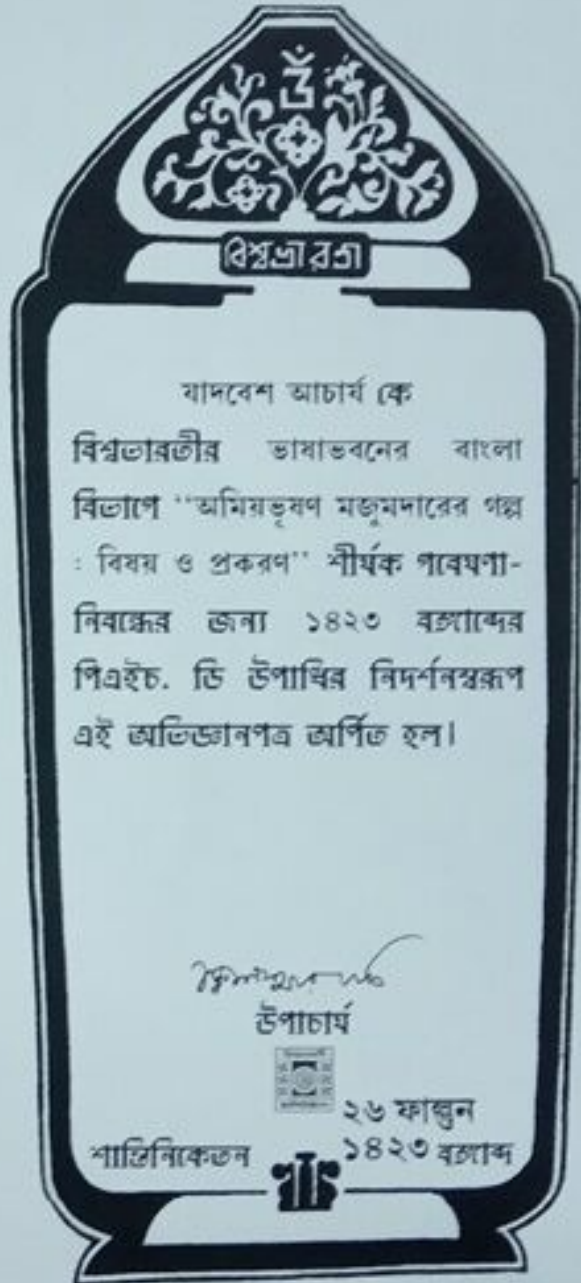 ওঁ
বিশ্বভারতী
যাদবেশ আচার্য কে
বিশ্বভারতীর ভাষাভবনের বাংলা
বিভাগে "অমিয়ভূষণ মজুমদারের গল্প
: বিষয় ও প্রকরণ" শীর্ষক গবেষণা-
নিবন্ধের জন্য ১৪২৩ বঙ্গাব্দের
পিএইচ. ডি উপাধির নিদর্শনস্বরূপ
এই অভিজ্ঞানপত্র অর্পিত হল।
উপাচার্য
২৬ ফাল্গুন
শান্তিনিকেতন ১৪২৩ বঙ্গাব্দ